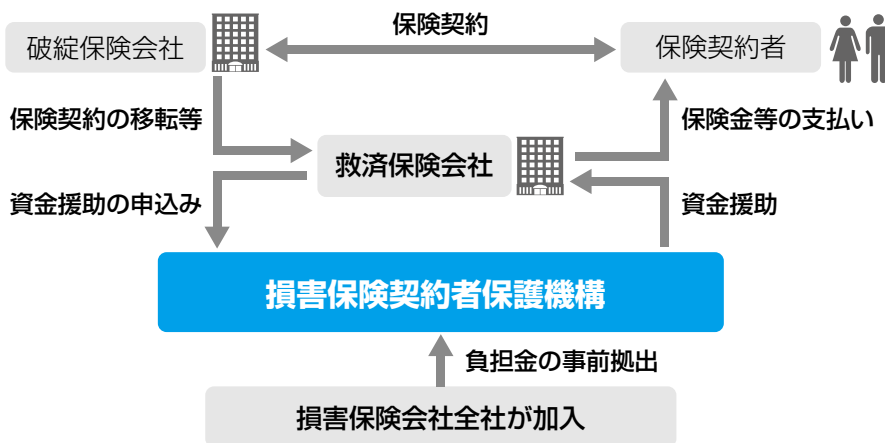 保険契約
破綻保険会社
保険契約者
保険契約の移転等
保険金等の支払い
救済保険会社
資金援助の申込み
資金援助
損害保険契約者保護機構
負担金の事前拠出
損害保険会社全社が加入